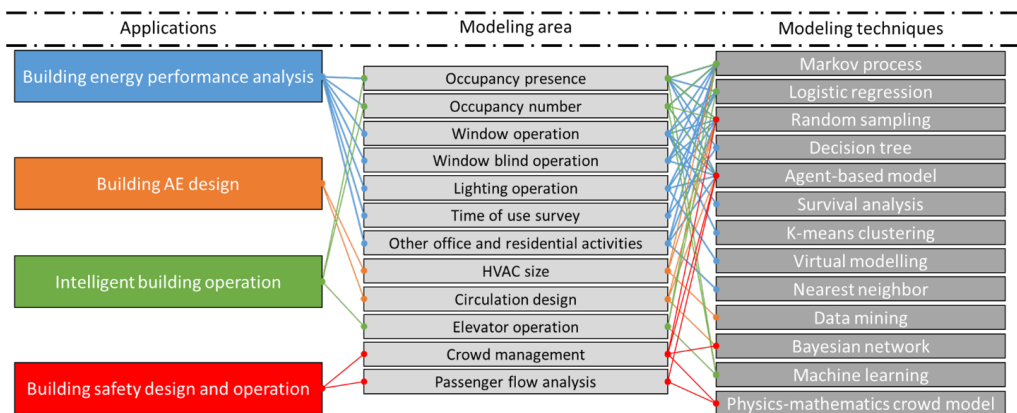 Applications
Modeling area
Modeling techniques
Building energy performance analysis
Building AE design
Intelligent building operation
Building safety design and operation
Occupancy presence
Occupancy number
Window operation
Window blind operation
Lighting operation
Time of use survey
Other office and residential activities
HVAC size
Circulation design
Elevator operation
Crowd management
Passenger flow analysis
Markov process
Logistic regression
Random sampling
Decision tree
Agent-based model
Survival analysis
K-means clustering
Virtual modelling
Nearest neighbor
Data mining
Bayesian network
Machine learning
Physics-mathematics crowd model